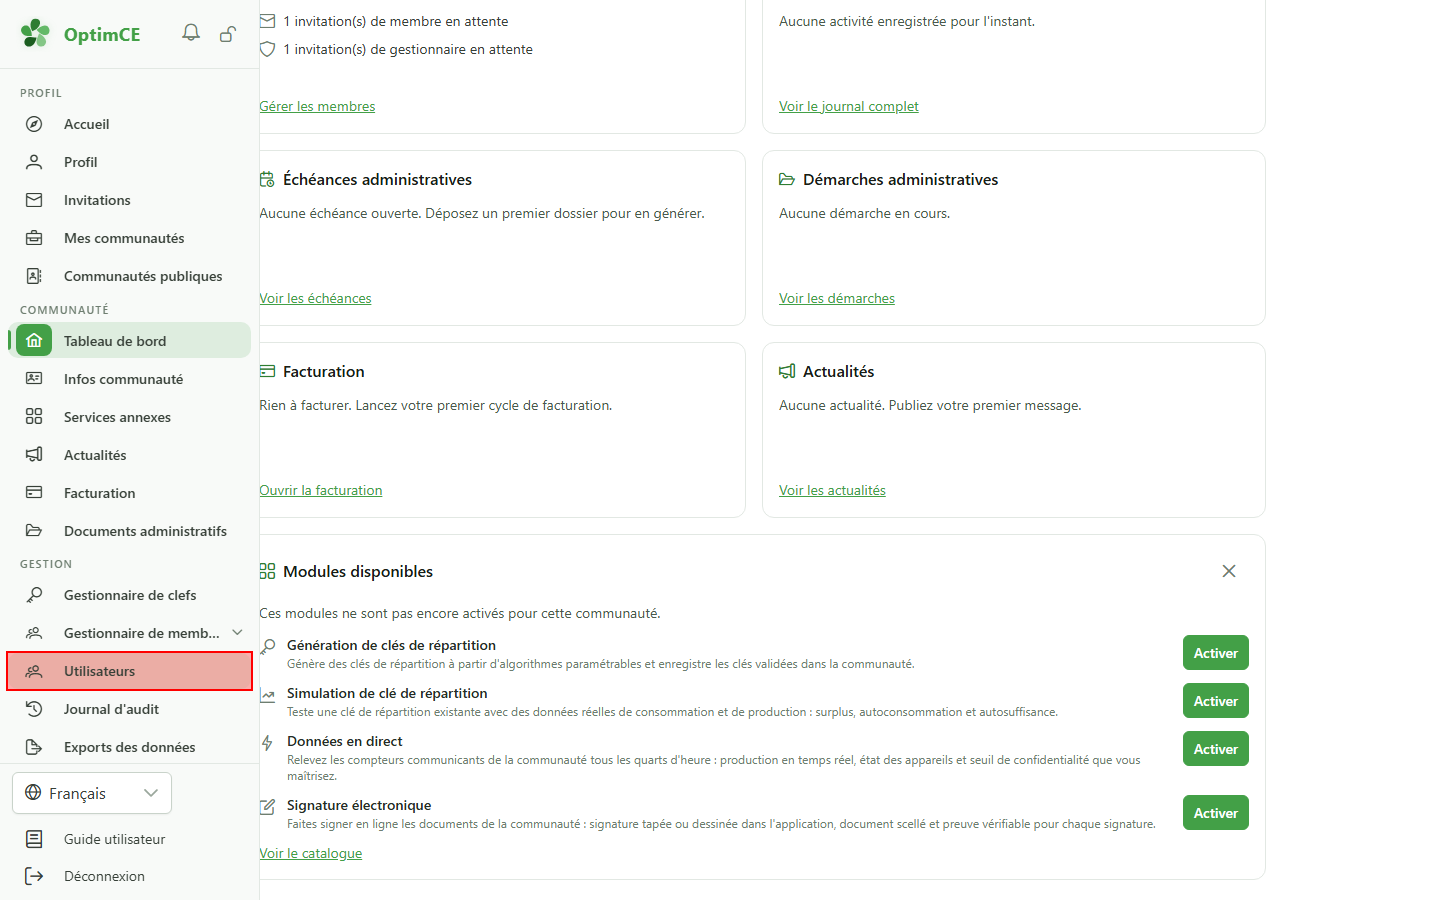 OptimCE
PROFIL
Accueil
Profil
Invitations
Mes communautés
Communautés publiques
COMMUNAUTÉ
Tableau de bord
Infos communauté
Services annexes
Actualités
Facturation
Documents administratifs
GESTION
Gestionnaire de clefs
Gestionnaire de memb...
Utilisateurs
Journal d'audit
Exports des données
Français
Guide utilisateur
Déconnexion
1 invitation(s) de membre en attente
1 invitation(s) de gestionnaire en attente
Gérer les membres
Aucune activité enregistrée pour l'instant.
Voir le journal complet
Échéances administratives
Aucune échéance ouverte. Déposez un premier dossier pour en générer.
Voir les échéances
Démarches administratives
Aucune démarche en cours.
Voir les démarches
Facturation
Rien à facturer. Lancez votre premier cycle de facturation.
Ouvrir la facturation
Actualités
Aucune actualité. Publiez votre premier message.
Voir les actualités
Modules disponibles
Ces modules ne sont pas encore activés pour cette communauté.
Génération de clés de répartition
Génère des clés de répartition à partir d'algorithmes paramétrables et enregistre les clés validées dans la communauté.
Activer
Simulation de clé de répartition
Teste une clé de répartition existante avec des données réelles de consommation et de production : surplus, autoconsommation et autosuffisance.
Activer
Données en direct
Relevez les compteurs communicants de la communauté tous les quarts d'heure : production en temps réel, état des appareils et seuil de confidentialité que vous
maîtrisez.
Activer
Signature électronique
Faites signer en ligne les documents de la communauté : signature tapée ou dessinée dans l'application, document scellé et preuve vérifiable pour chaque signature.
Activer
Voir le catalogue